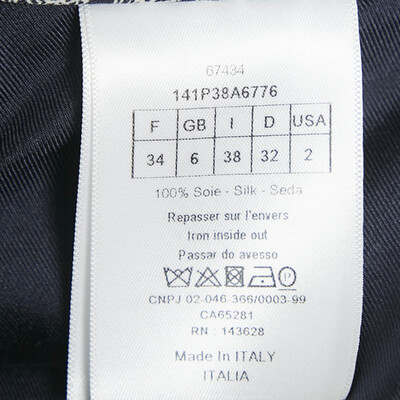 67434
141P38A6776
F GB I D USA
34 6 38 32 2
100% Soie - Silk - Seda
Repasser sur l'envers
Iron inside out
Passar do avesso
P
CNPJ 02-046-366/0003-99
CA65281
RN : 143628
Made In ITALY
ITALIA